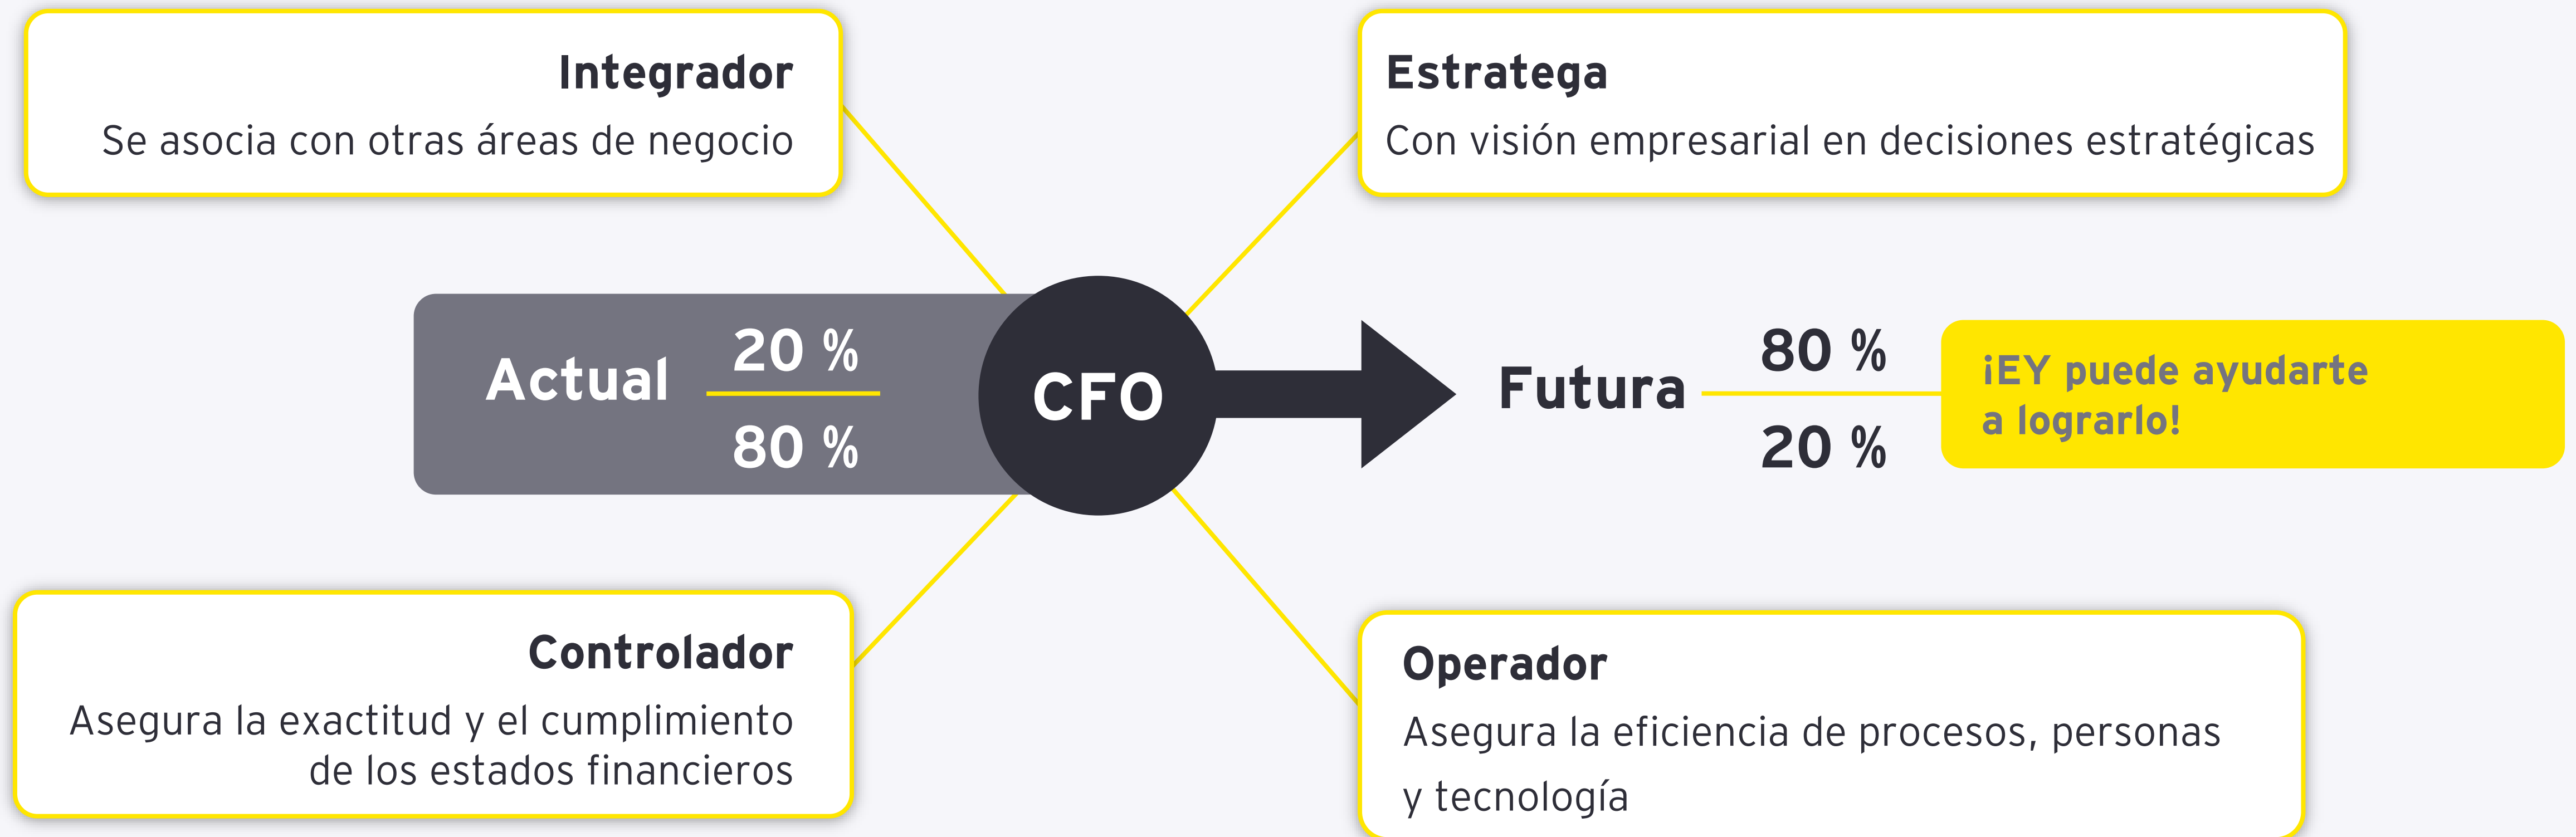 Integrador
Se asocia con otras áreas de negocio
Estratega
Con visión empresarial en decisiones estratégicas
Actual
20 %
80 %
CFO
Futura
80 %
20 %
¡EY puede ayudarte
a lograrlo!
Controlador
Asegura la exactitud y el cumplimiento
de los estados financieros
Operador
Asegura la eficiencia de procesos, personas
y tecnología